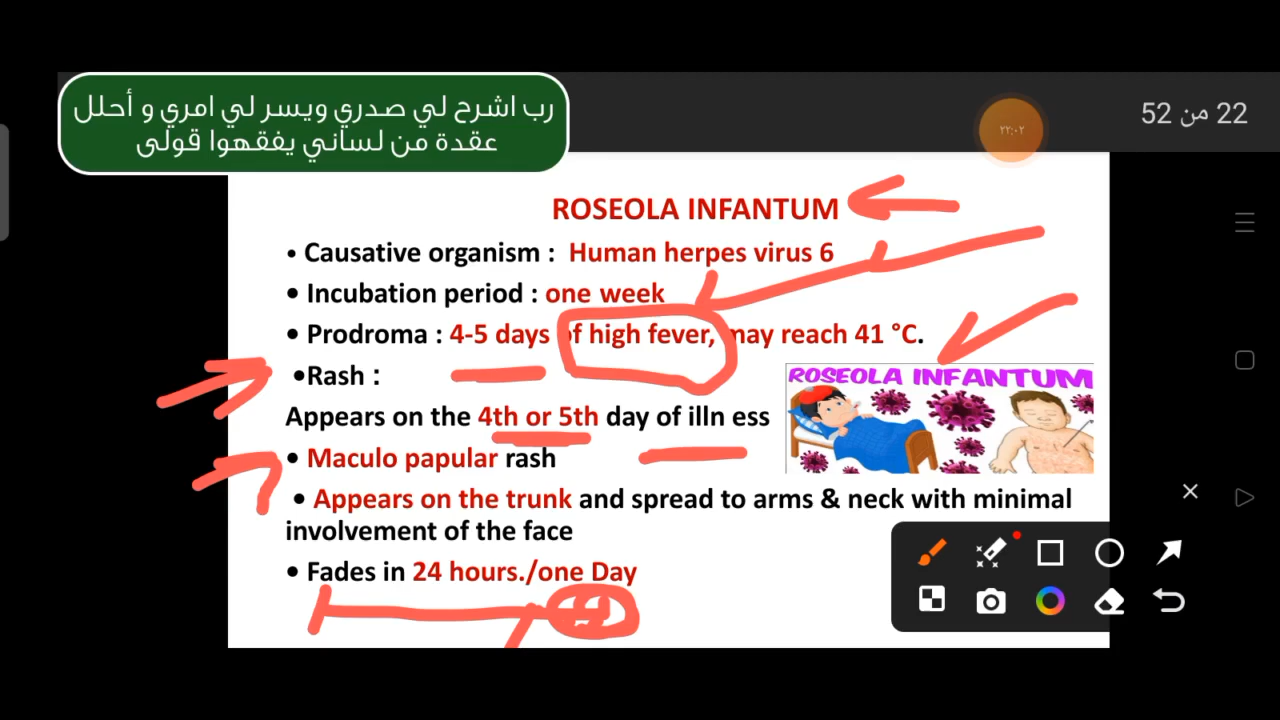 رب اشرح لي صدري ويسر لي امري و أحلل
عقدة من لساني يفقهوا قولى
22 من 52
٢٢:٠٢
ROSEOLA INFANTUM
• Causative organism : Human herpes virus 6
• Incubation period : one week
• Prodroma : 4-5 days of high fever, may reach 41 °C.
•Rash :
Appears on the 4th or 5th day of illn ess
• Maculo papular rash
• Appears on the trunk and spread to arms & neck with minimal
involvement of the face
• Fades in 24 hours./one Day
ROSEOLA INFANTUM